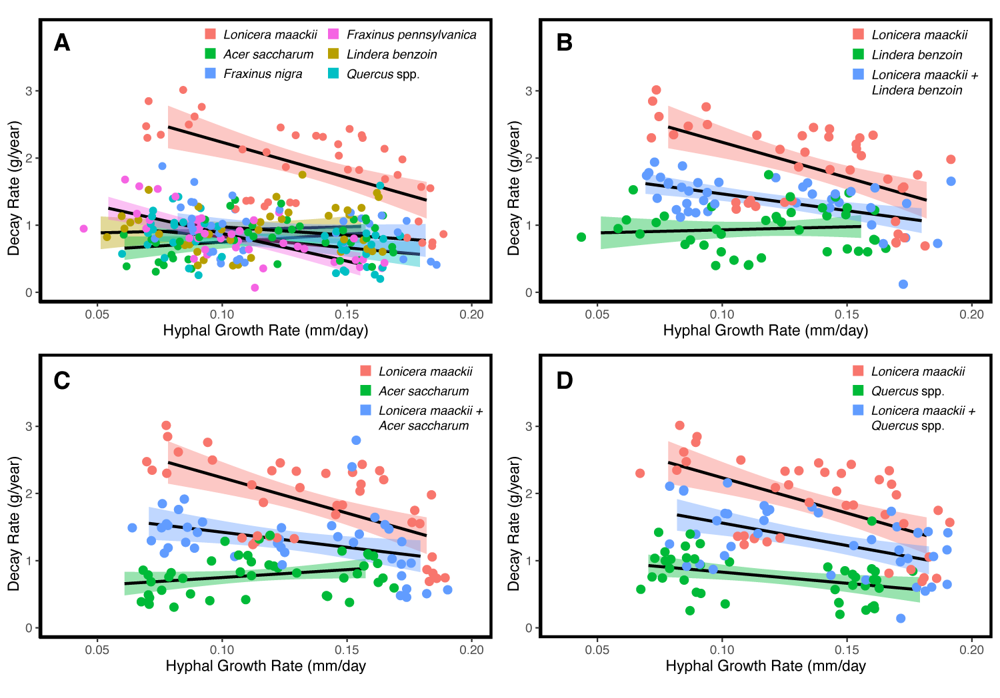 A
Lonicera maackii
Acer saccharum
Fraxinus nigra
Fraxinus pennsylvanica
Lindera benzoin
Quercus spp.
Decay Rate (g/year)
3
2
1
0
0.05 0.10 0.15 0.20
Hyphal Growth Rate (mm/day)
B
Lonicera maackii
Lindera benzoin
Lonicera maackii +
Lindera benzoin
Decay Rate (g/year)
3
2
1
0
0.05 0.10 0.15 0.20
Hyphal Growth Rate (mm/day)
C
Lonicera maackii
Acer saccharum
Lonicera maackii +
Acer saccharum
Decay Rate (g/year)
3
2
1
0
0.05 0.10 0.15 0.20
Hyphal Growth Rate (mm/day
D
Lonicera maackii
Quercus spp.
Lonicera maackii +
Quercus spp.
Decay Rate (g/year)
3
2
1
0
0.05 0.10 0.15 0.20
Hyphal Growth Rate (mm/day